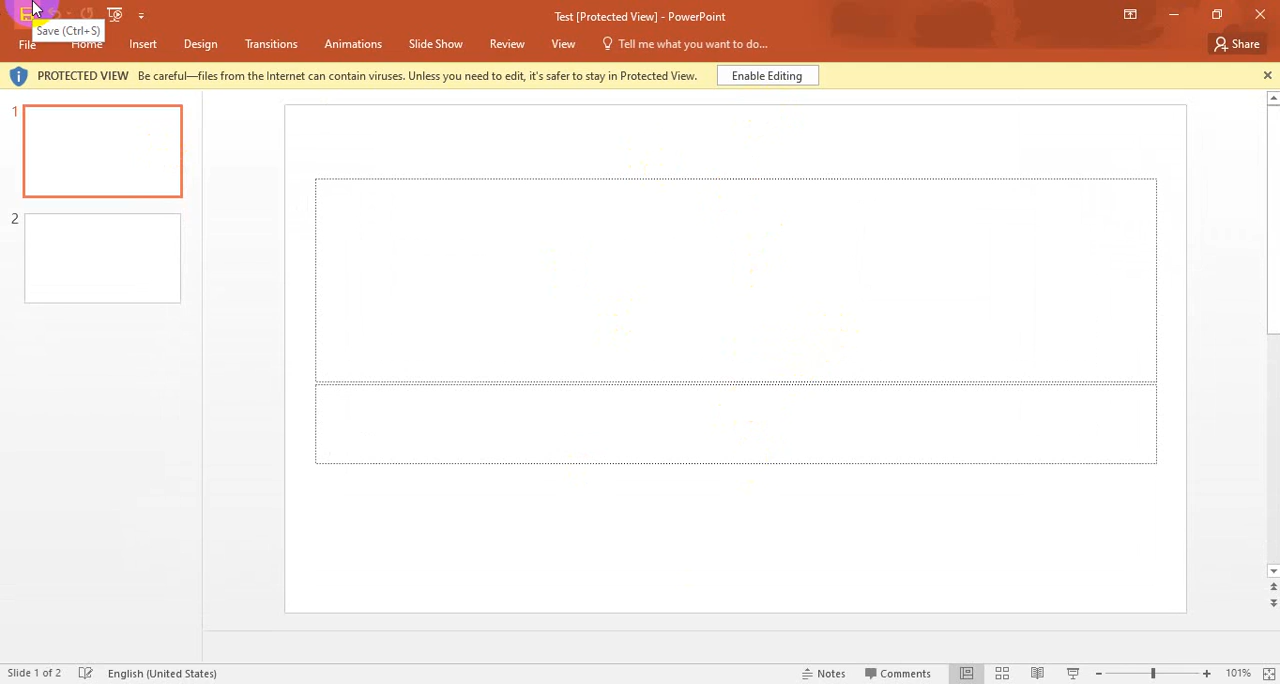 Test [Protected View] - PowerPoint
Save (Ctrl+S)
File Home Insert Design Transitions Animations Slide Show Review View Tell me what you want to do... Share
PROTECTED VIEW Be careful—files from the Internet can contain viruses. Unless you need to edit, it's safer to stay in Protected View. Enable Editing
1
2
Slide 1 of 2 English (United States) Notes Comments 101%